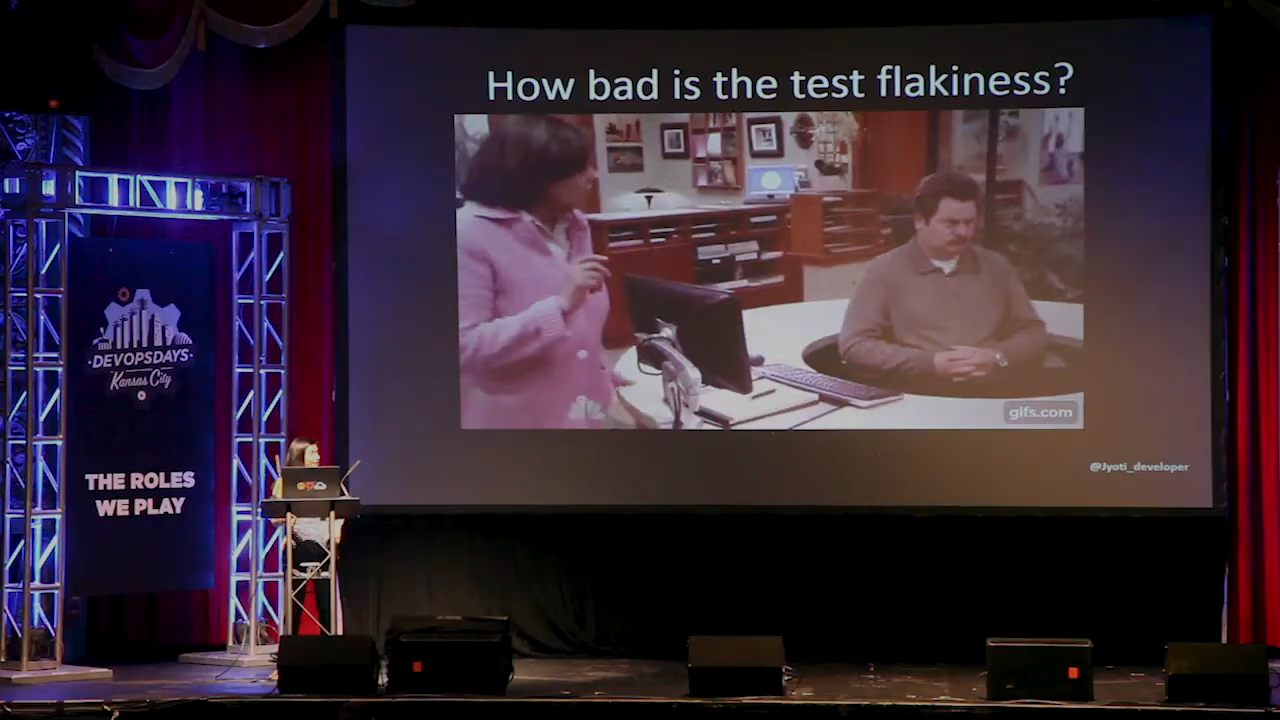 How bad is the test flakiness?
gifs.com
@Jyoti_developer
·DEVOPSDAYS·
Kansas City
THE ROLES
WE PLAY